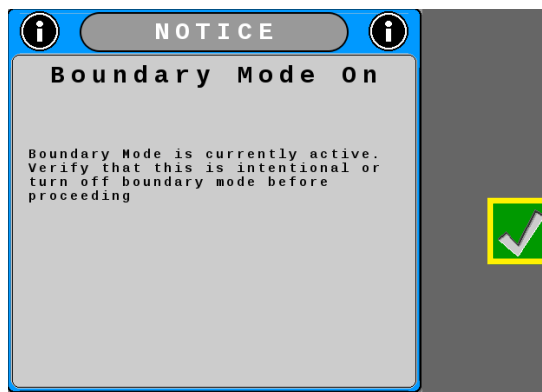 NOTICE
Boundary Mode On
Boundary Mode is currently active.
Verify that this is intentional or
turn off boundary mode before
proceeding